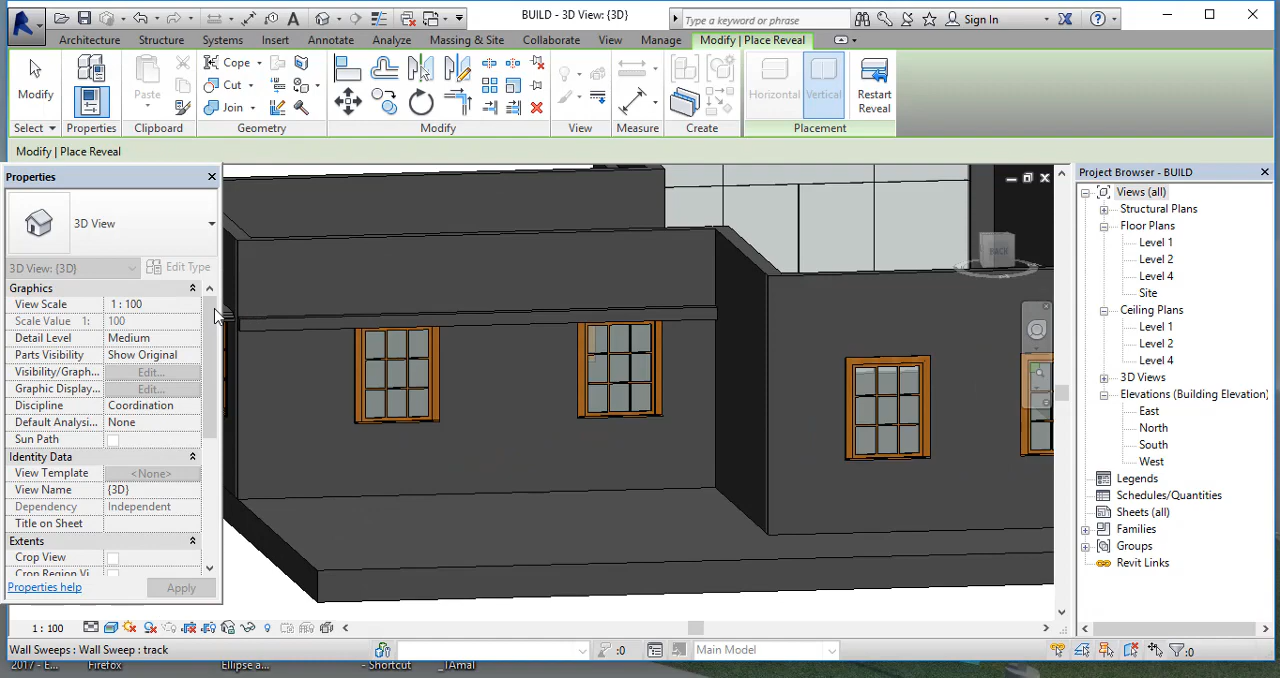 BUILD - 3D View: {3D}
Type a keyword or phrase
Sign In
Architecture Structure Systems Insert Annotate Analyze Massing & Site Collaborate View Manage Modify | Place Reveal
Modify
Paste
Cope
Cut
Join
Horizontal Vertical
Restart
Reveal
Select Properties Clipboard Geometry Modify View Measure Create Placement
Modify | Place Reveal
Properties
3D View
3D View: {3D}
Edit Type
Graphics
View Scale 1 : 100
Scale Value 1: 100
Detail Level Medium
Parts Visibility Show Original
Visibility/Graph... Edit...
Graphic Display... Edit...
Discipline Coordination
Default Analysi... None
Sun Path
Identity Data
View Template <None>
View Name {3D}
Dependency Independent
Title on Sheet
Extents
Crop View
Crop Region Vi
Properties help
Apply
BACK
Project Browser - BUILD
Views (all)
Structural Plans
Floor Plans
Level 1
Level 2
Level 4
Site
Ceiling Plans
Level 1
Level 2
Level 4
3D Views
Elevations (Building Elevation)
East
North
South
West
Legends
Schedules/Quantities
Sheets (all)
Families
Groups
Revit Links
1 : 100
Wall Sweeps : Wall Sweep : track
:0
Main Model
:0
2017 - E...
Firefox
Ellipse a...
- Shortcut
_TAmal